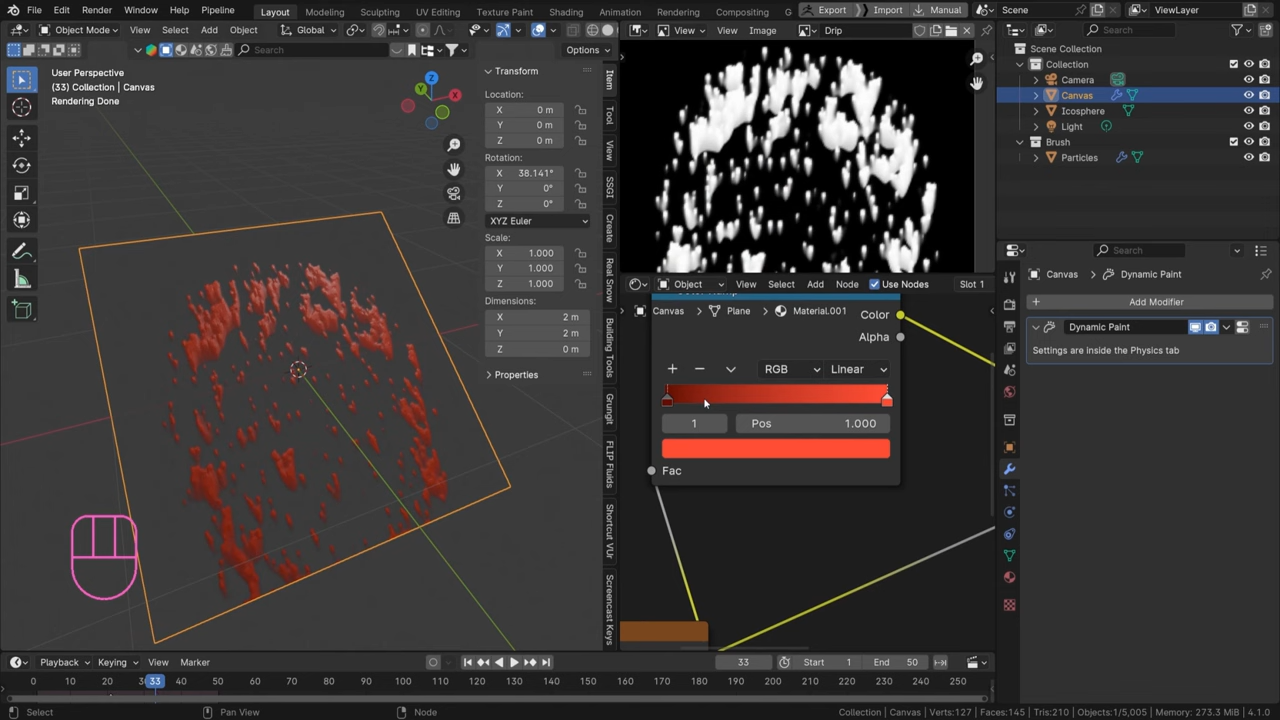 File Edit Render Window Help Pipeline Layout Modeling Sculpting UV Editing Texture Paint Shading Animation Rendering Compositing Export Import Manual Scene ViewLayer
Object Mode View Select Add Object Global
Search Options
User Perspective
(33) Collection | Canvas
Rendering Done
Z
Y
X
Transform
Location:
X 0 m
Y 0 m
Z 0 m
Rotation:
X 38.141°
Y 0°
Z 0°
XYZ Euler
Scale:
X 1.000
Y 1.000
Z 1.000
Dimensions:
X 2 m
Y 2 m
Z 0 m
Properties
Item
Tool
View
SSGI
Create
Real Snow
Building Tools
Grungit
FLIP Fluids
Shortcut VUr
Screencast Keys
View View Image Drip
Object View Select Add Node Use Nodes Slot 1
Canvas > Plane > Material.001
Color
Alpha
RGB Linear
1 Pos 1.000
Fac
Search
Scene Collection
Collection
Camera
Canvas
Icosphere
Light
Brush
Particles
Search
Canvas > Dynamic Paint
Add Modifier
Dynamic Paint
Settings are inside the Physics tab
Playback Keying View Marker 33 Start 1 End 50
0 10 20 33 40 50 60 70 80 90 100 110 120 130 140 150 160 170 180 190 200 210 220 230 240 250
Select Pan View Node Collection | Canvas | Verts:127 | Faces:145 | Tris:210 | Objects:1/5,005 | Memory: 273.3 MiB | 4.1.0